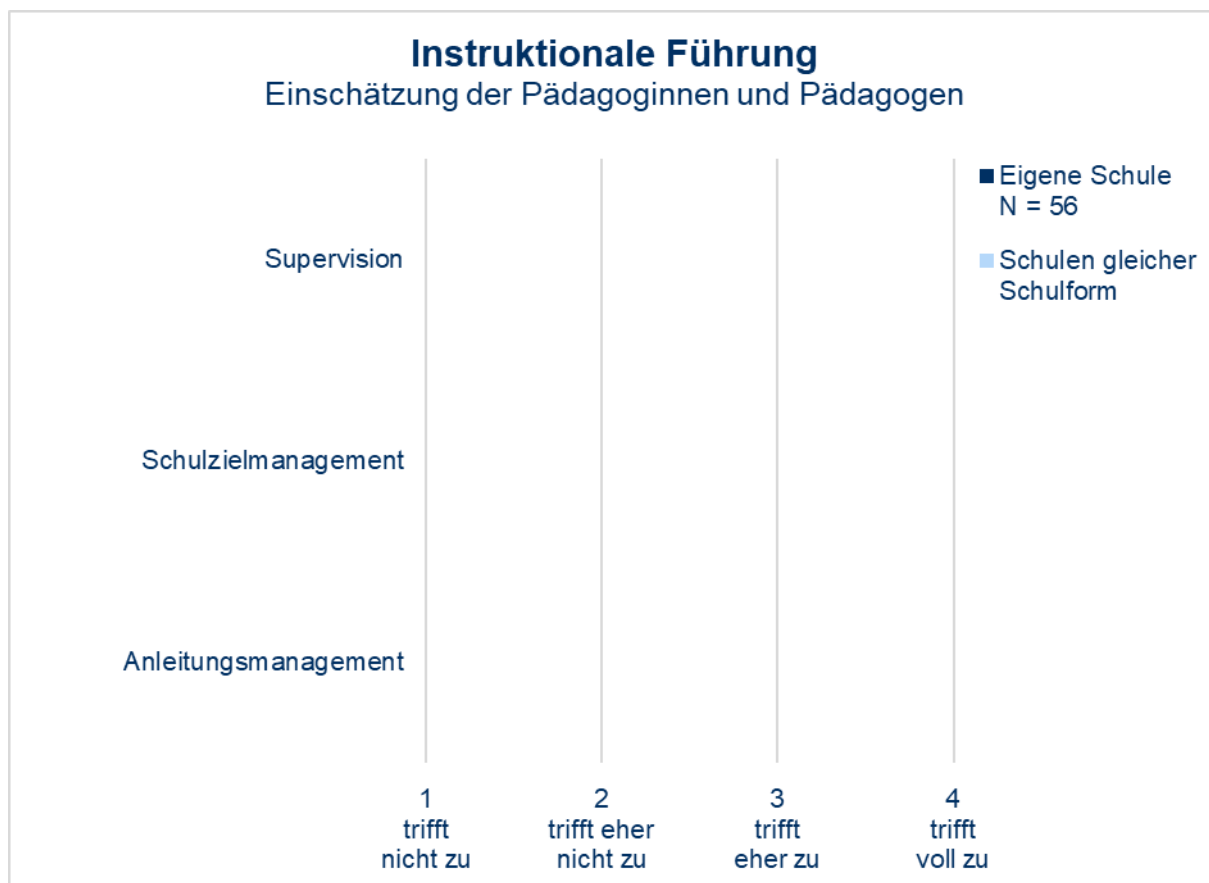 Instruktionale Führung
Einschätzung der Pädagoginnen und Pädagogen
Eigene Schule
N = 56
Schulen gleicher
Schulform
Supervision
Schulzielmanagement
Anleitungsmanagement
1
trifft
nicht zu
2
trifft eher
nicht zu
3
trifft
eher zu
4
trifft
voll zu